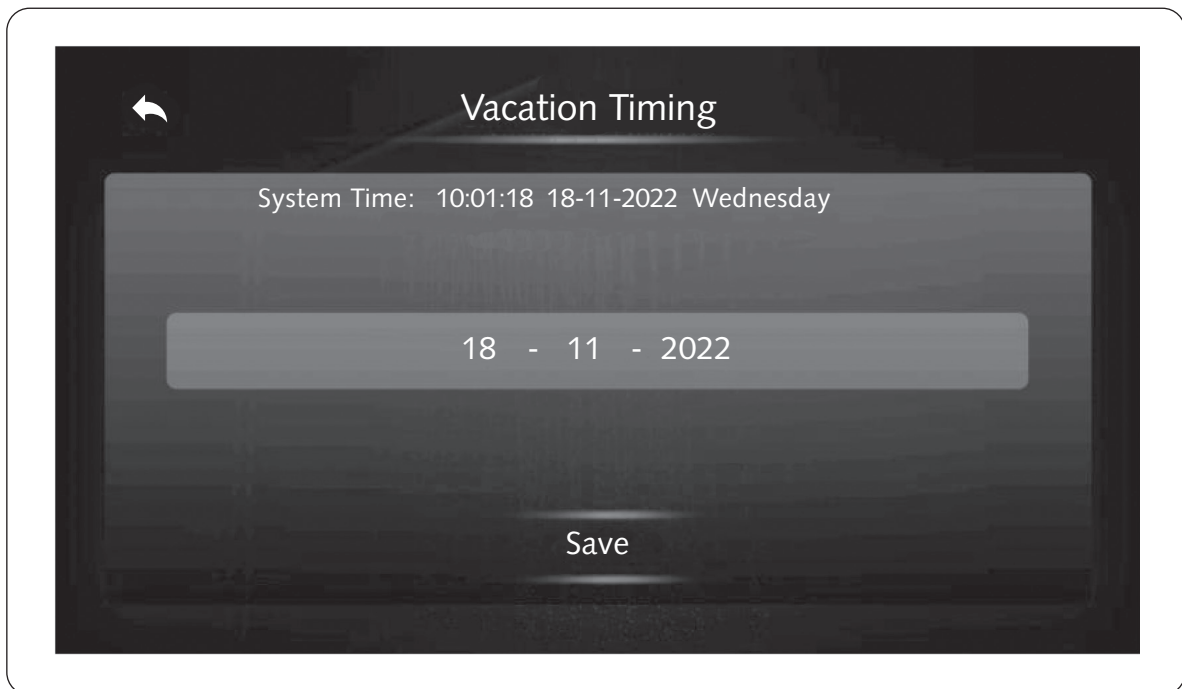 Vacation Timing
System Time: 10:01:18 18-11-2022 Wednesday
18 - 11 - 2022
Save